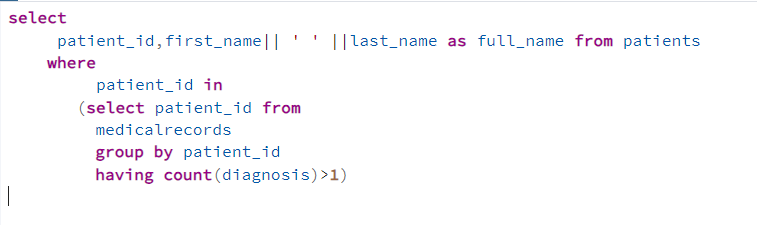 select
patient_id,first_name|| ' ' ||last_name as full_name from patients
where
patient_id in
(select patient_id from
medicalrecords
group by patient_id
having count(diagnosis)>1)